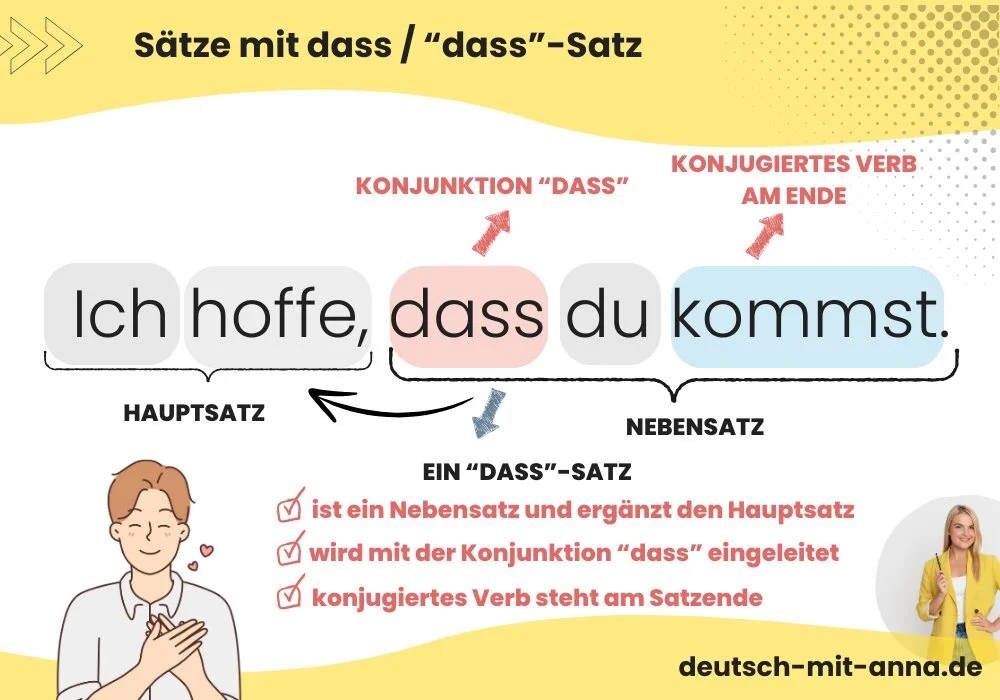 Sätze mit dass / “dass”-Satz
KONJUNKTION “DASS”
KONJUGIERTES VERB
AM ENDE
Ich hoffe, dass du kommst.
HAUPTSATZ
NEBENSATZ
EIN “DASS”-SATZ
ist ein Nebensatz und ergänzt den Hauptsatz
wird mit der Konjunktion “dass” eingeleitet
konjugiertes Verb steht am Satzende
deutsch-mit-anna.de